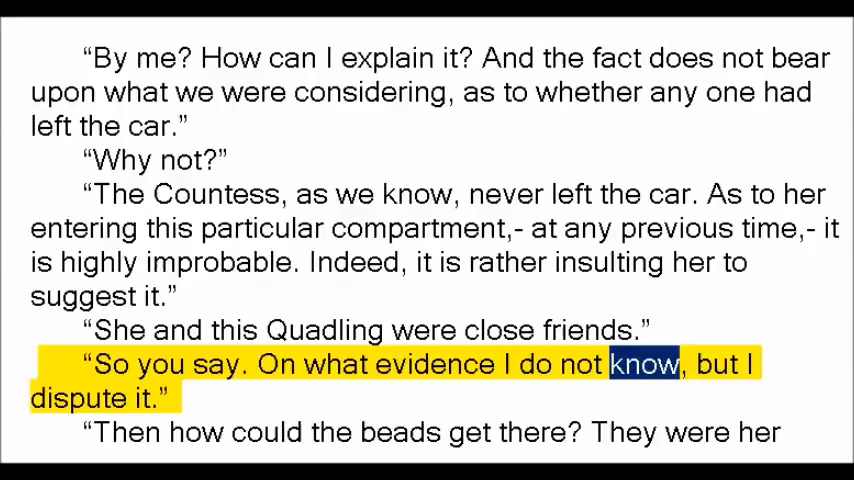 “By me? How can I explain it? And the fact does not bear
upon what we were considering, as to whether any one had
left the car.”
“Why not?”
“The Countess, as we know, never left the car. As to her
entering this particular compartment,- at any previous time,- it
is highly improbable. Indeed, it is rather insulting her to
suggest it.”
“She and this Quadling were close friends.”
“So you say. On what evidence I do not know, but I
dispute it.”
“Then how could the beads get there? They were her